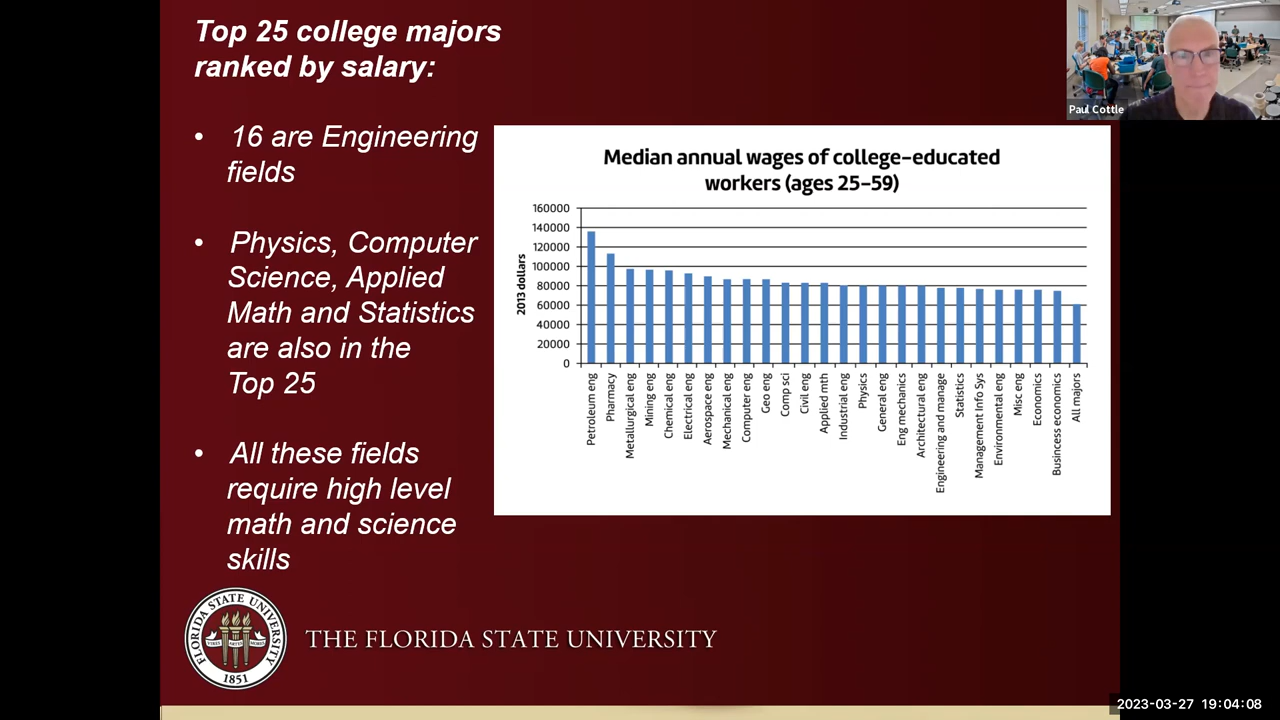 Top 25 college majors
ranked by salary:
• 16 are Engineering
fields
• Physics, Computer
Science, Applied
Math and Statistics
are also in the
Top 25
• All these fields
require high level
math and science
skills
Median annual wages of college-educated
workers (ages 25–59)
2013 dollars
160000
140000
120000
100000
80000
60000
40000
20000
0
Petroleum eng
Pharmacy
Metallurgical eng
Mining eng
Chemical eng
Electrical eng
Aerospace eng
Mechanical eng
Computer eng
Geo eng
Comp sci
Civil eng
Applied mth
Industrial eng
Physics
General eng
Eng mechanics
Architectural eng
Engineering and manage
Statistics
Management Info Sys
Environmental eng
Misc eng
Economics
Busincess economics
All majors
Paul Cottle
FLORIDA STATE UNIVERSITY
1851
THE FLORIDA STATE UNIVERSITY
2023-03-27 19:04:08